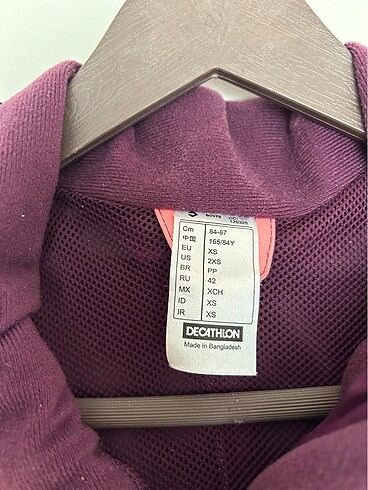 Cm 84-87
中国 165/84Y
EU XS
US 2XS
BR PP
RU 42
MX XCH
ID XS
IR XS
DECATHLON
Made in Bangladesh